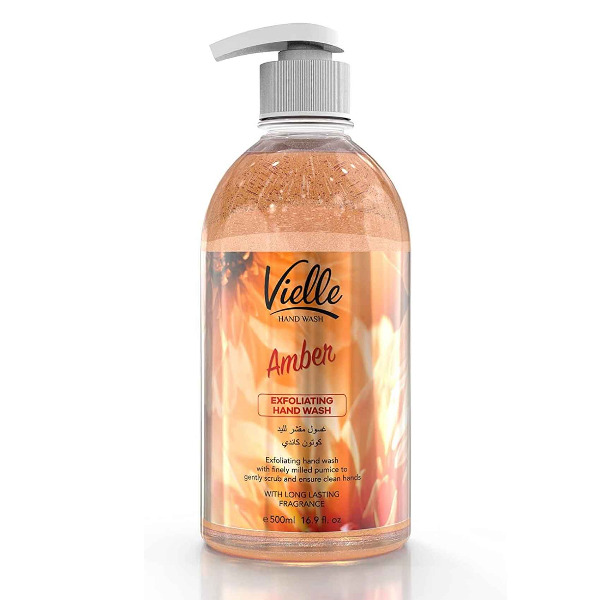 Vielle
HAND WASH
Amber
EXFOLIATING
HAND WASH
غسول مقشر لليد
كوتون كاندي
Exfoliating hand wash
with finely milled pumice to
gently scrub and ensure clean hands
WITH LONG LASTING
FRAGRANCE
e 500ml 16.9 fl. oz